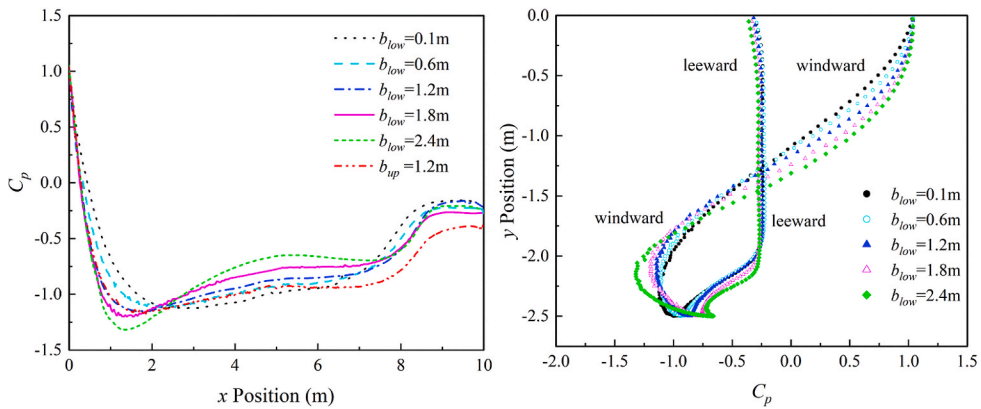 1.5
1.0
0.5
0.0
-0.5
-1.0
-1.5
C_p
0
2
4
6
8
10
x Position (m)
b_low=0.1m
b_low=0.6m
b_low=1.2m
b_low=1.8m
b_low=2.4m
b_up=1.2m
0.0
-0.5
-1.0
-1.5
-2.0
-2.5
y Position (m)
-2.0
-1.5
-1.0
-0.5
0.0
0.5
1.0
1.5
C_p
leeward
windward
windward
leeward
b_low=0.1m
b_low=0.6m
b_low=1.2m
b_low=1.8m
b_low=2.4m